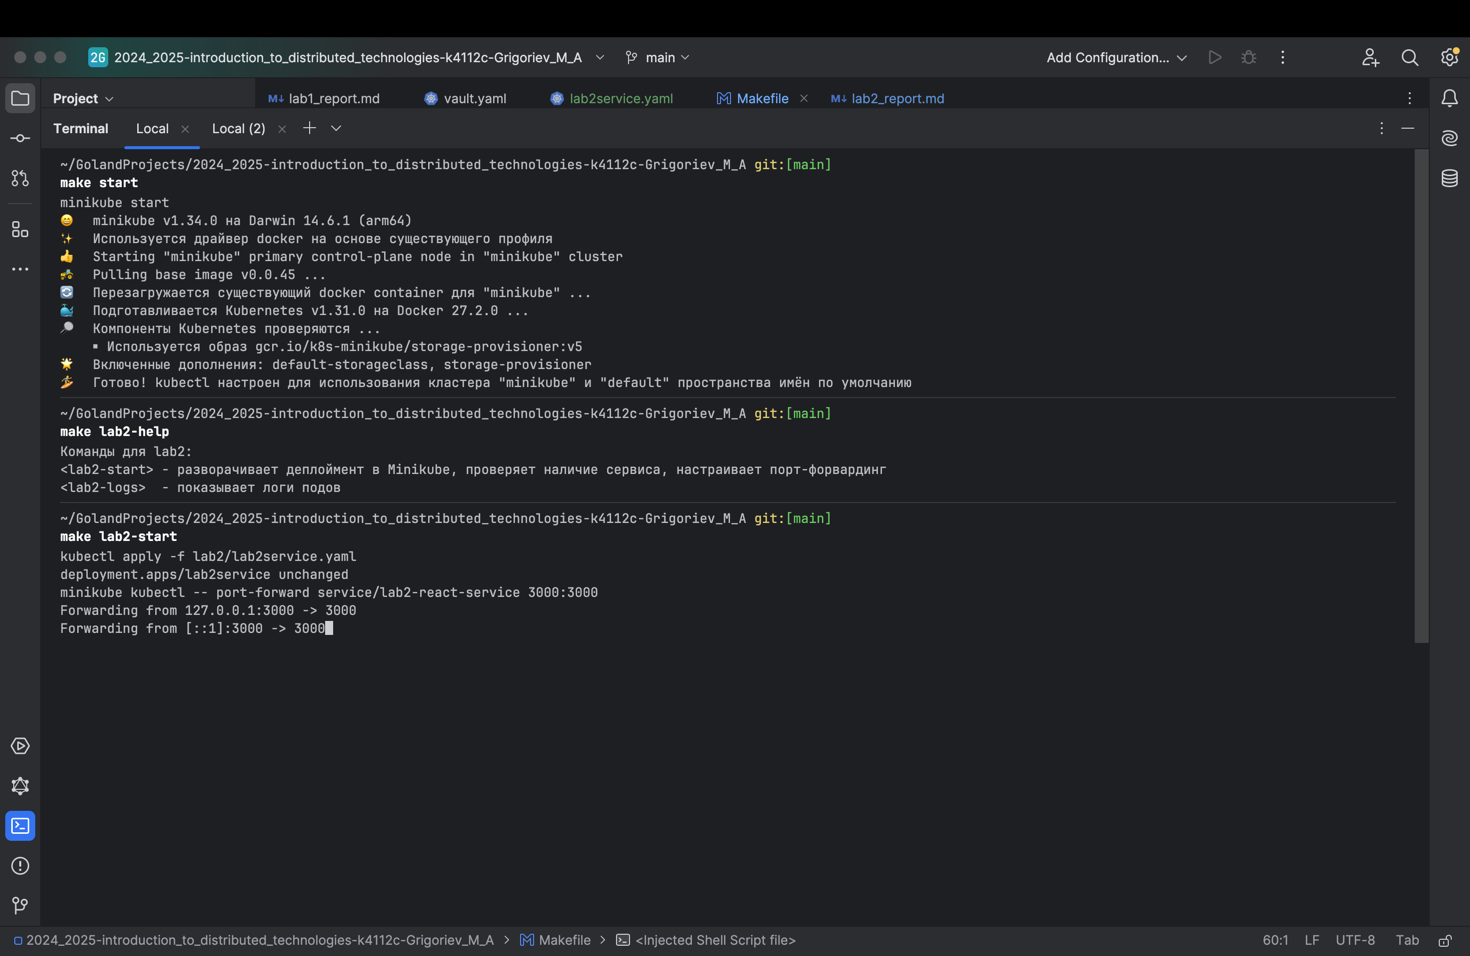 2G 2024_2025-introduction_to_distributed_technologies-k4112c-Grigoriev_M_A main Add Configuration...
Project lab1_report.md vault.yaml lab2service.yaml Makefile lab2_report.md
Terminal Local Local (2)
~/GolandProjects/2024_2025-introduction_to_distributed_technologies-k4112c-Grigoriev_M_A git:[main]
make start
minikube start
minikube v1.34.0 на Darwin 14.6.1 (arm64)
Используется драйвер docker на основе существующего профиля
Starting "minikube" primary control-plane node in "minikube" cluster
Pulling base image v0.0.45 ...
Перезагружается существующий docker container для "minikube" ...
Подготавливается Kubernetes v1.31.0 на Docker 27.2.0 ...
Компоненты Kubernetes проверяются ...
▪ Используется образ gcr.io/k8s-minikube/storage-provisioner:v5
Включенные дополнения: default-storageclass, storage-provisioner
Готово! kubectl настроен для использования кластера "minikube" и "default" пространства имён по умолчанию
~/GolandProjects/2024_2025-introduction_to_distributed_technologies-k4112c-Grigoriev_M_A git:[main]
make lab2-help
Команды для lab2:
<lab2-start> - разворачивает деплоймент в Minikube, проверяет наличие сервиса, настраивает порт-форвардинг
<lab2-logs>  - показывает логи подов
~/GolandProjects/2024_2025-introduction_to_distributed_technologies-k4112c-Grigoriev_M_A git:[main]
make lab2-start
kubectl apply -f lab2/lab2service.yaml
deployment.apps/lab2service unchanged
minikube kubectl -- port-forward service/lab2-react-service 3000:3000
Forwarding from 127.0.0.1:3000 -> 3000
Forwarding from [::1]:3000 -> 3000
2024_2025-introduction_to_distributed_technologies-k4112c-Grigoriev_M_A > Makefile > <Injected Shell Script file> 60:1 LF UTF-8 Tab